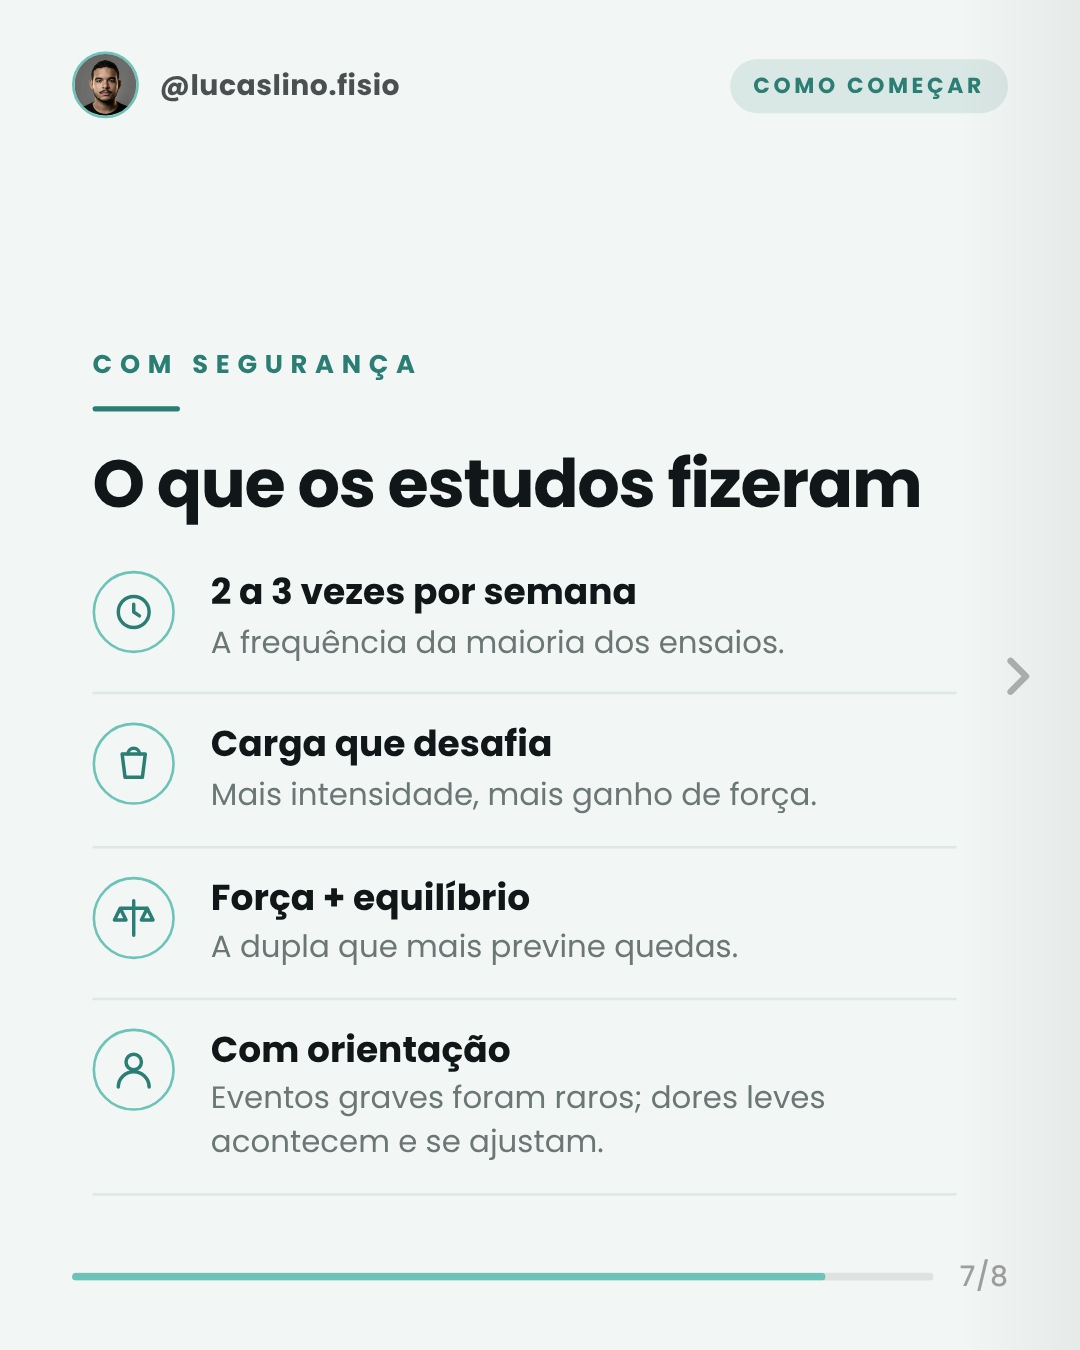 @lucaslino.fisio
COMO COMEÇAR
COM SEGURANÇA
O que os estudos fizeram
2 a 3 vezes por semana
A frequência da maioria dos ensaios.
Carga que desafia
Mais intensidade, mais ganho de força.
Força + equilíbrio
A dupla que mais previne quedas.
Com orientação
Eventos graves foram raros; dores leves
acontecem e se ajustam.
7/8